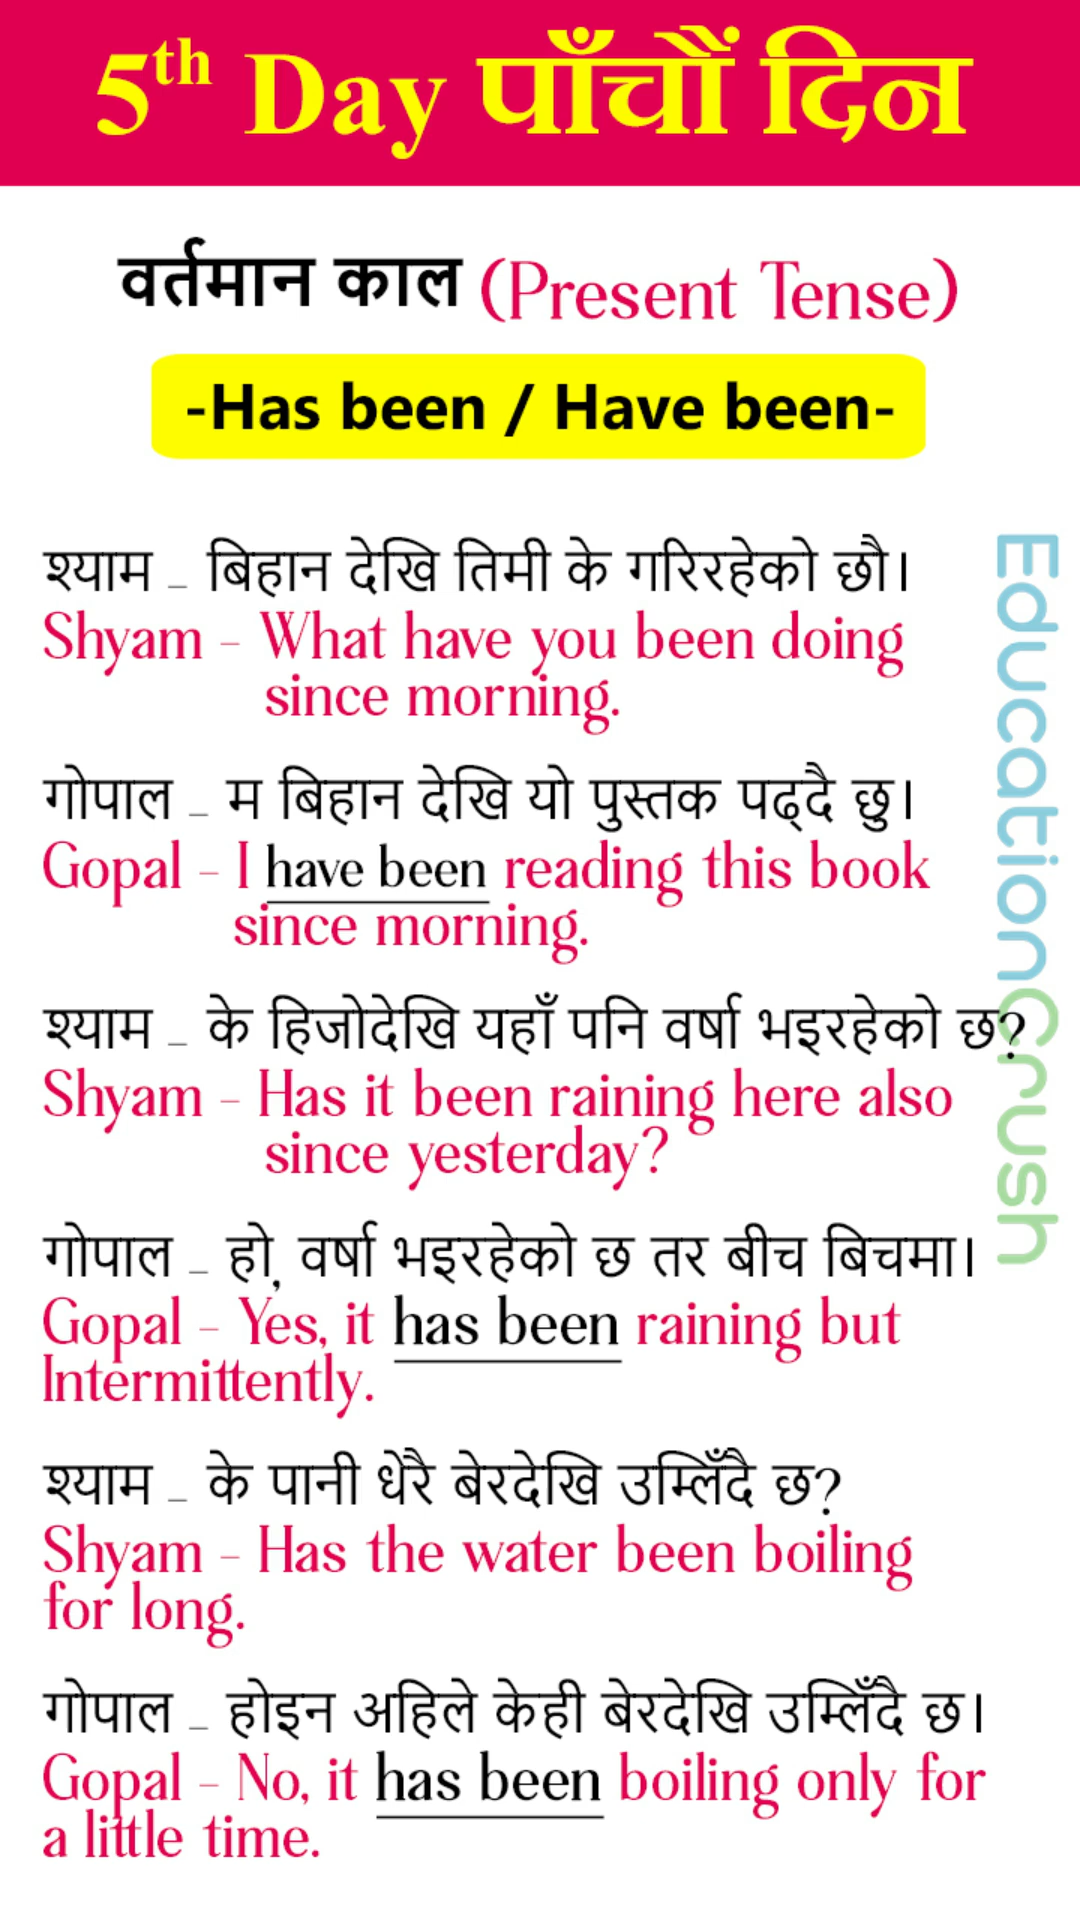 5th Day पाँचौं दिन
वर्तमान काल (Present Tense)
-Has been / Have been-
श्याम – बिहान देखि तिमी के गरिरहेको छौ।
Shyam – What have you been doing
since morning.
गोपाल – म बिहान देखि यो पुस्तक पढ्दै छु।
Gopal – I have been reading this book
since morning.
श्याम – के हिजोदेखि यहाँ पनि वर्षा भइरहेको छ?
Shyam – Has it been raining here also
since yesterday?
गोपाल – हो, वर्षा भइरहेको छ तर बीच बिचमा।
Gopal – Yes, it has been raining but
Intermittently.
श्याम – के पानी धेरै बेरदेखि उम्लिँदै छ?
Shyam – Has the water been boiling
for long.
गोपाल – होइन अहिले केही बेरदेखि उम्लिँदै छ।
Gopal – No, it has been boiling only for
a little time.
EducationCrush